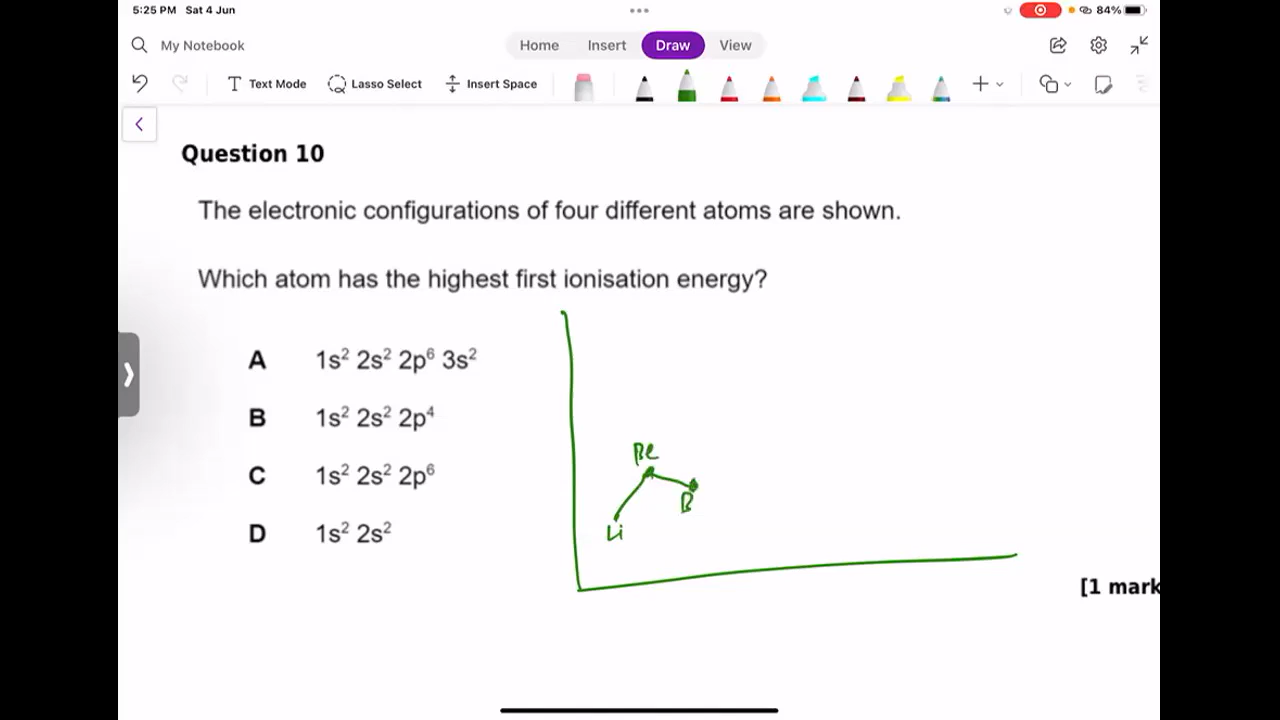 5:25 PM Sat 4 Jun
84%
My Notebook
Home Insert Draw View
Text Mode Lasso Select Insert Space
Question 10
The electronic configurations of four different atoms are shown.
Which atom has the highest first ionisation energy?
A 1s² 2s² 2p⁶ 3s²
B 1s² 2s² 2p⁴
C 1s² 2s² 2p⁶
D 1s² 2s²
Be
B
Li
[1 mark